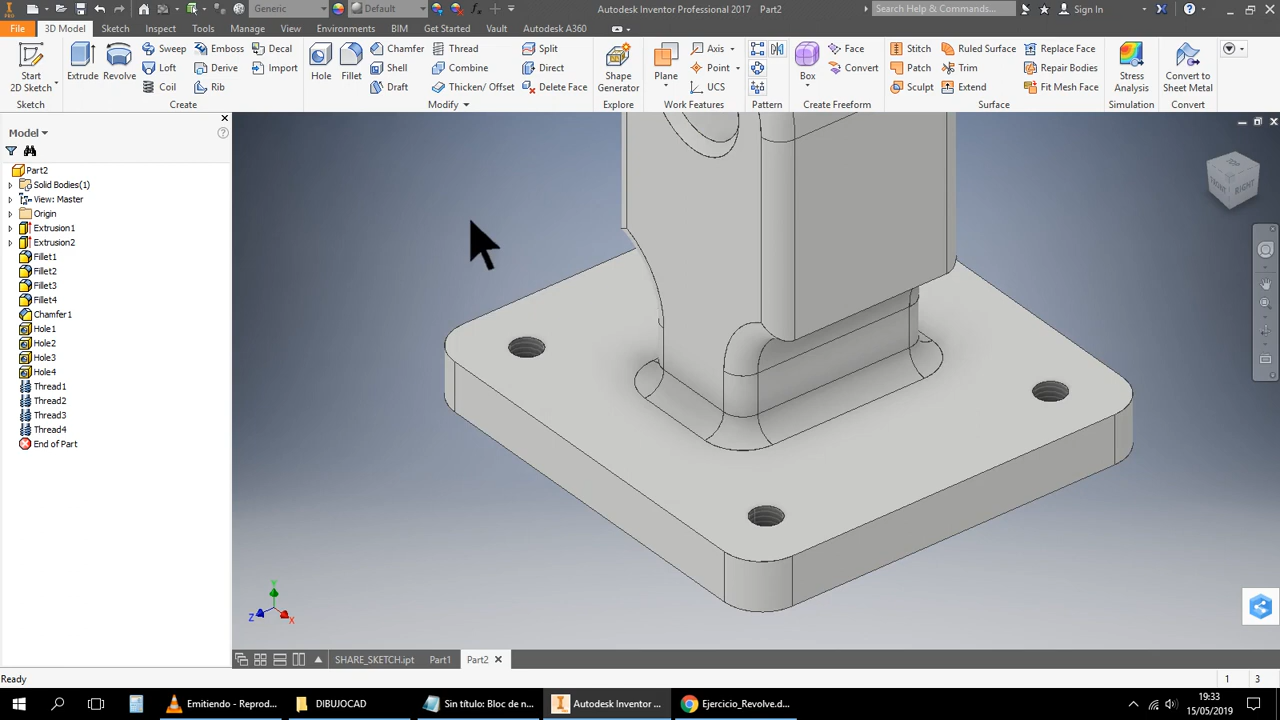 Generic Default Autodesk Inventor Professional 2017 Part2 Search Help & Commands... Sign In
PRO
File 3D Model Sketch Inspect Tools Manage View Environments BIM Get Started Vault Autodesk A360
Start
2D Sketch
Extrude Revolve
Sweep Emboss Decal
Loft Derive Import
Coil Rib
Hole Fillet
Chamfer Thread Split
Shell Combine Direct
Draft Thicken/ Offset Delete Face
Shape
Generator
Plane
Axis
Point
UCS
Box
Face
Convert
Stitch Ruled Surface Replace Face
Patch Trim Repair Bodies
Sculpt Extend Fit Mesh Face
Stress
Analysis
Convert to
Sheet Metal
Sketch Create Modify Explore Work Features Pattern Create Freeform Surface Simulation Convert
Model
Part2
Solid Bodies(1)
View: Master
Origin
Extrusion1
Extrusion2
Fillet1
Fillet2
Fillet3
Fillet4
Chamfer1
Hole1
Hole2
Hole3
Hole4
Thread1
Thread2
Thread3
Thread4
End of Part
TOP
FRONT RIGHT
Y
Z X
SHARE_SKETCH.ipt Part1 Part2
Ready 1 3
Emitiendo - Reprod... DIBUJOCAD Sin título: Bloc de n... Autodesk Inventor ... Ejercicio_Revolve.d...
19:33
15/05/2019